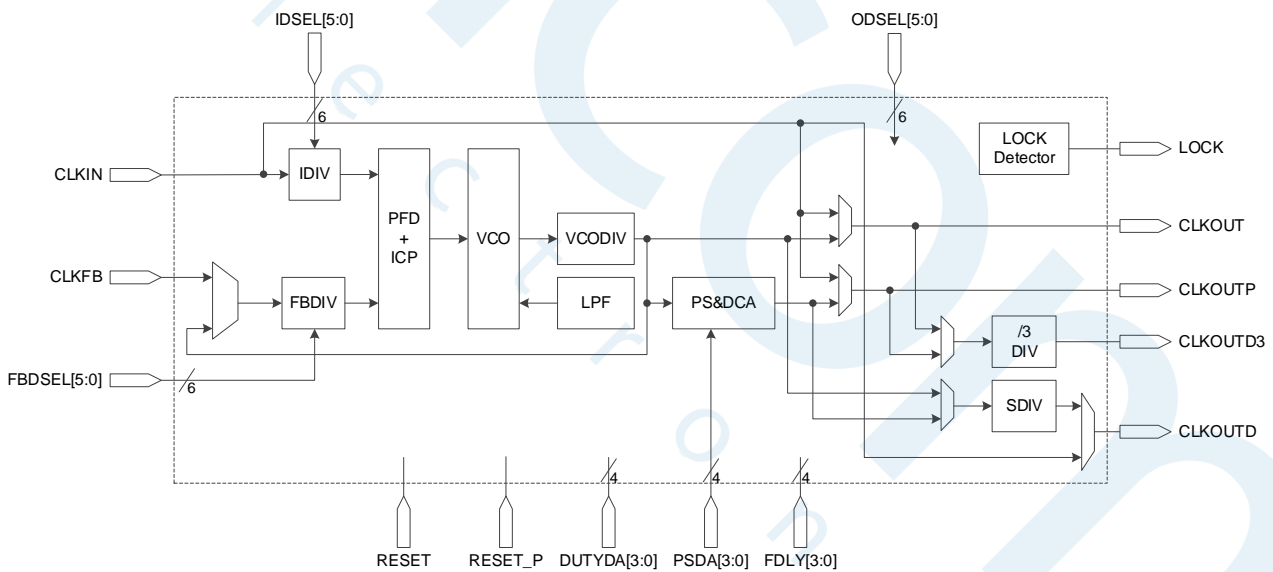 IDSEL[5:0]
ODSEL[5:0]
6
6
LOCK
Detector
LOCK
CLKIN
IDIV
PFD
+
ICP
VCO
VCODIV
CLKOUT
CLKFB
FBDIV
LPF
PS&DCA
CLKOUTP
/3
DIV
CLKOUTD3
FBDSEL[5:0]
6
SDIV
CLKOUTD
4
4
4
RESET
RESET_P
DUTYDA[3:0]
PSDA[3:0]
FDLY[3:0]